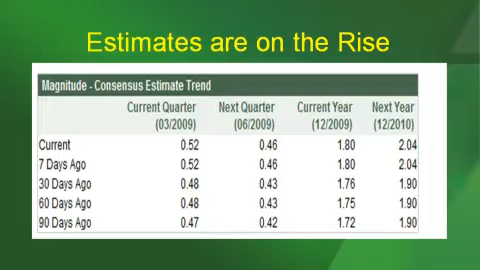 Estimates are on the Rise
Magnitude - Consensus Estimate Trend
Current Quarter Next Quarter Current Year Next Year
(03/2009) (06/2009) (12/2009) (12/2010)
Current 0.52 0.46 1.80 2.04
7 Days Ago 0.52 0.46 1.80 2.04
30 Days Ago 0.48 0.43 1.76 1.90
60 Days Ago 0.48 0.43 1.75 1.90
90 Days Ago 0.47 0.42 1.72 1.90